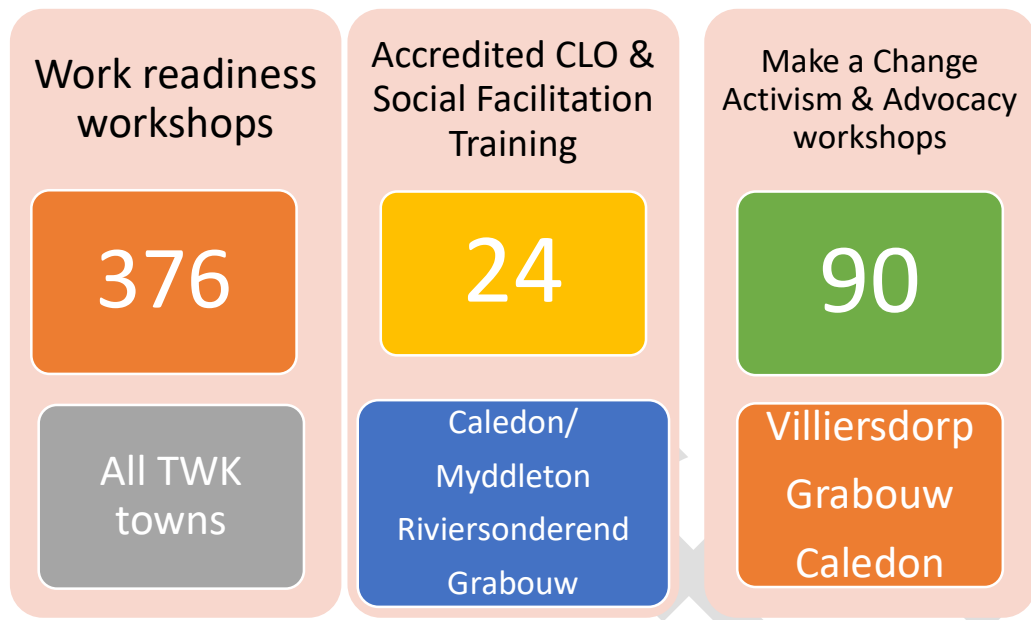 Work readiness
workshops
376
All TWK
towns
Accredited CLO &
Social Facilitation
Training
24
Caledon/
Myddleton
Riviersonderend
Grabouw
Make a Change
Activism & Advocacy
workshops
90
Villiersdorp
Grabouw
Caledon